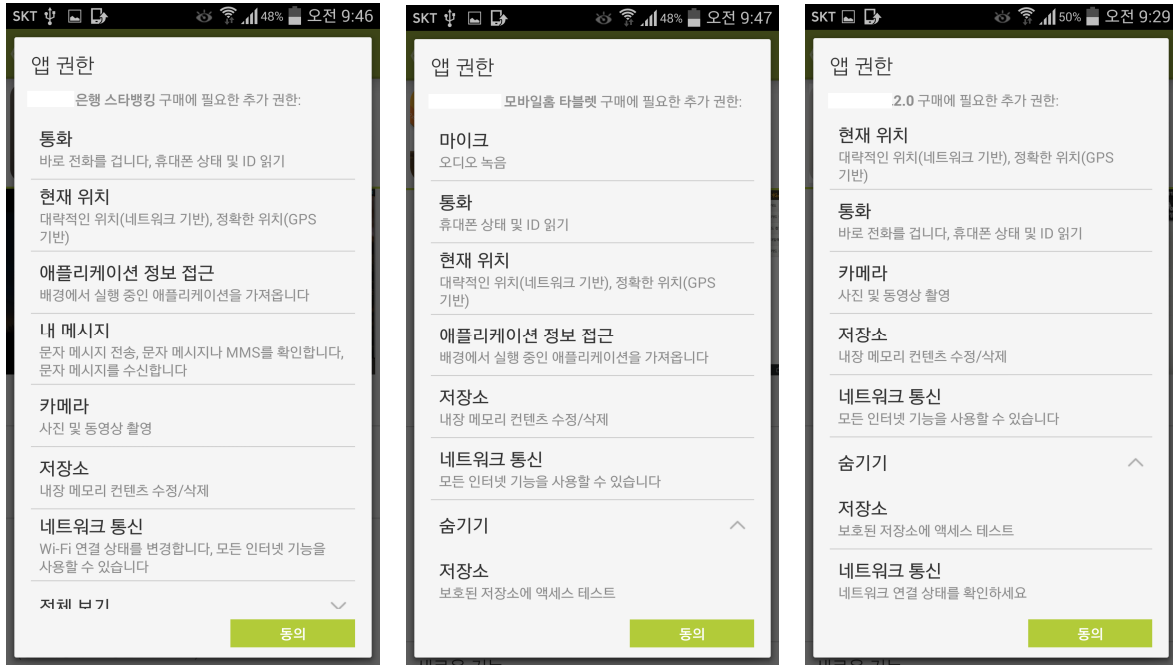 SKT 48% 오전 9:46
앱 권한
은행 스타뱅킹 구매에 필요한 추가 권한:
통화
바로 전화를 겁니다, 휴대폰 상태 및 ID 읽기
현재 위치
대략적인 위치(네트워크 기반), 정확한 위치(GPS
기반)
애플리케이션 정보 접근
배경에서 실행 중인 애플리케이션을 가져옵니다
내 메시지
문자 메시지 전송, 문자 메시지나 MMS를 확인합니다,
문자 메시지를 수신합니다
카메라
사진 및 동영상 촬영
저장소
내장 메모리 컨텐츠 수정/삭제
네트워크 통신
Wi-Fi 연결 상태를 변경합니다, 모든 인터넷 기능을
사용할 수 있습니다
전체 보기
동의
SKT 48% 오전 9:47
앱 권한
모바일홈 타블렛 구매에 필요한 추가 권한:
마이크
오디오 녹음
통화
휴대폰 상태 및 ID 읽기
현재 위치
대략적인 위치(네트워크 기반), 정확한 위치(GPS
기반)
애플리케이션 정보 접근
배경에서 실행 중인 애플리케이션을 가져옵니다
저장소
내장 메모리 컨텐츠 수정/삭제
네트워크 통신
모든 인터넷 기능을 사용할 수 있습니다
숨기기
저장소
보호된 저장소에 액세스 테스트
동의
SKT 50% 오전 9:29
앱 권한
2.0 구매에 필요한 추가 권한:
현재 위치
대략적인 위치(네트워크 기반), 정확한 위치(GPS
기반)
통화
바로 전화를 겁니다, 휴대폰 상태 및 ID 읽기
카메라
사진 및 동영상 촬영
저장소
내장 메모리 컨텐츠 수정/삭제
네트워크 통신
모든 인터넷 기능을 사용할 수 있습니다
숨기기
저장소
보호된 저장소에 액세스 테스트
네트워크 통신
네트워크 연결 상태를 확인하세요
동의